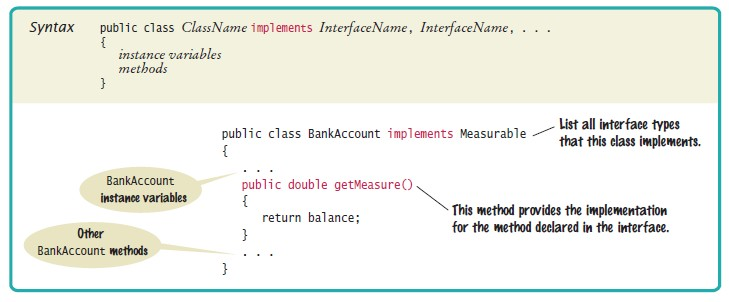 Syntax public class ClassName implements InterfaceName, InterfaceName, . . .
{
instance variables
methods
}
public class BankAccount implements Measurable
{
. . .
public double getMeasure()
{
return balance;
}
. . .
}
List all interface types
that this class implements.
BankAccount
instance variables
This method provides the implementation
for the method declared in the interface.
Other
BankAccount methods